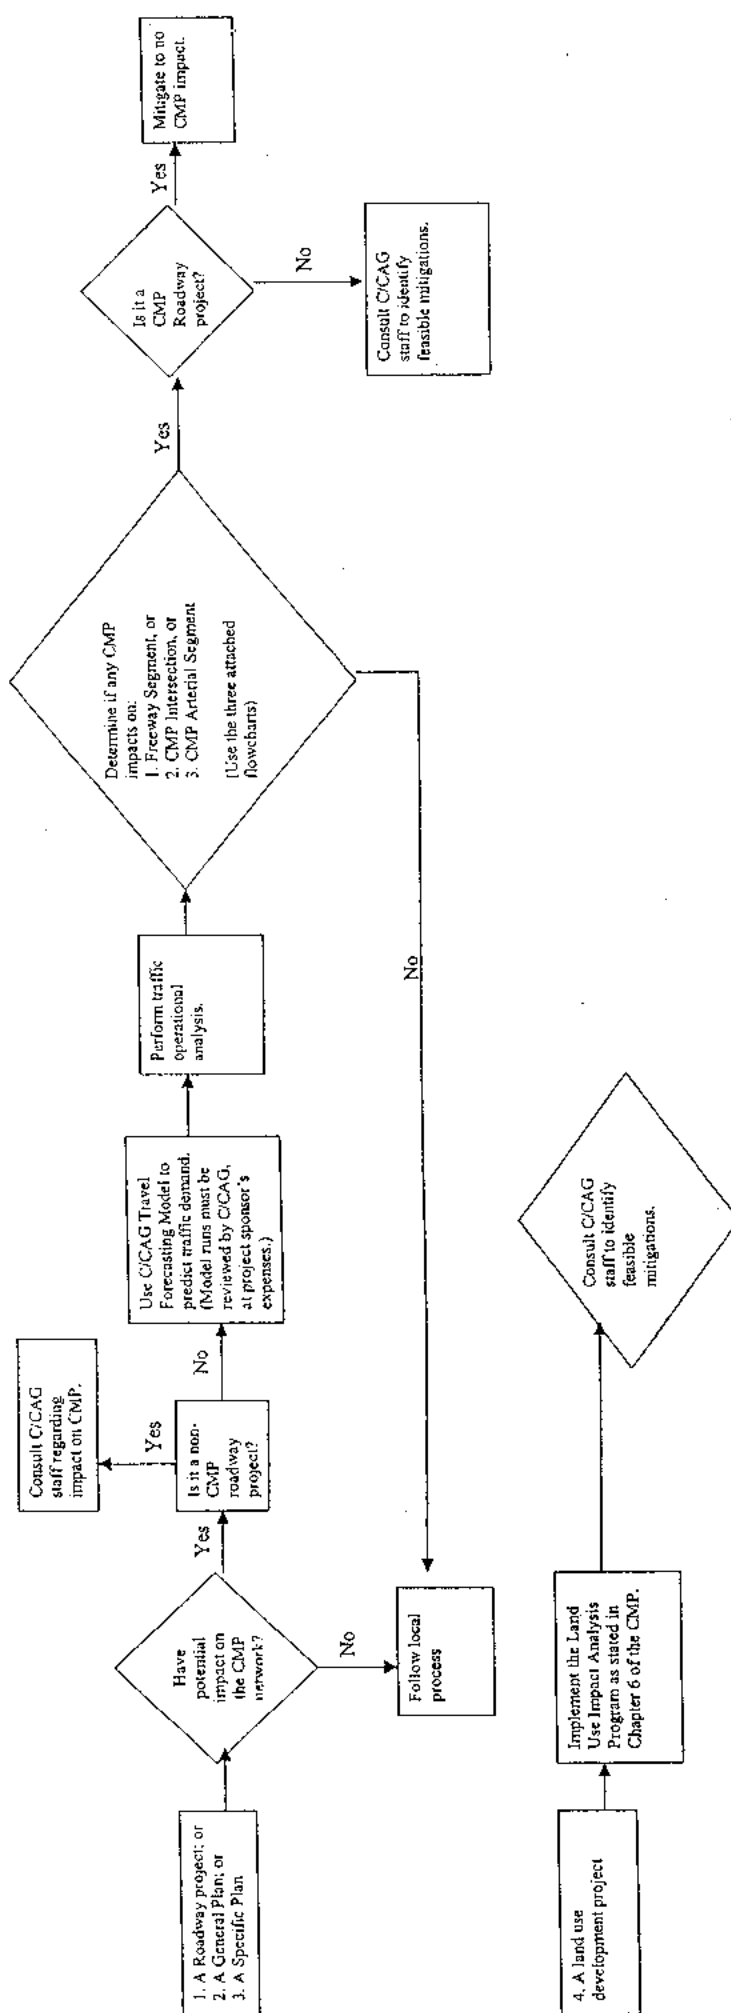 1. A Roadway project; or
2. A General Plan; or
3. A Specific Plan
Have
potential
impact on
the CMP
network?
Yes
No
Follow local
process
Is it a non-
CMP
roadway
project?
Yes
Consult C/CAG
staff regarding
impact on CMP.
No
Use C/CAG Travel
Forecasting Model to
predict traffic demand.
(Model runs must be
reviewed by C/CAG,
at project sponsor's
expenses.)
Perform traffic
operational
analysis.
Determine if any CMP
impacts on:
1. Freeway Segment, or
2. CMP Intersection, or
3. CMP Arterial Segment
[Use the three attached
flowcharts)
No
Yes
Is it a
CMP
Roadway
project?
Yes
Mitigate to no
CMP impact.
No
Consult C/CAG
staff to identify
feasible mitigations.
4. A land use
development project
Implement the Land
Use Impact Analysis
Program as stated in
Chapter 6 of the CMP.
Consult C/CAG
staff to identify
feasible
mitigations.